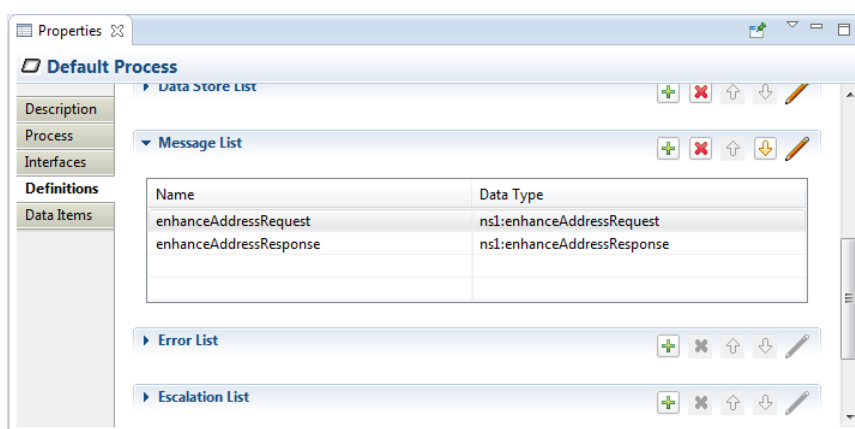 Properties
Default Process
Data Store List
Description
Process
Interfaces
Definitions
Data Items
Message List
Name Data Type
enhanceAddressRequest ns1:enhanceAddressRequest
enhanceAddressResponse ns1:enhanceAddressResponse
Error List
Escalation List